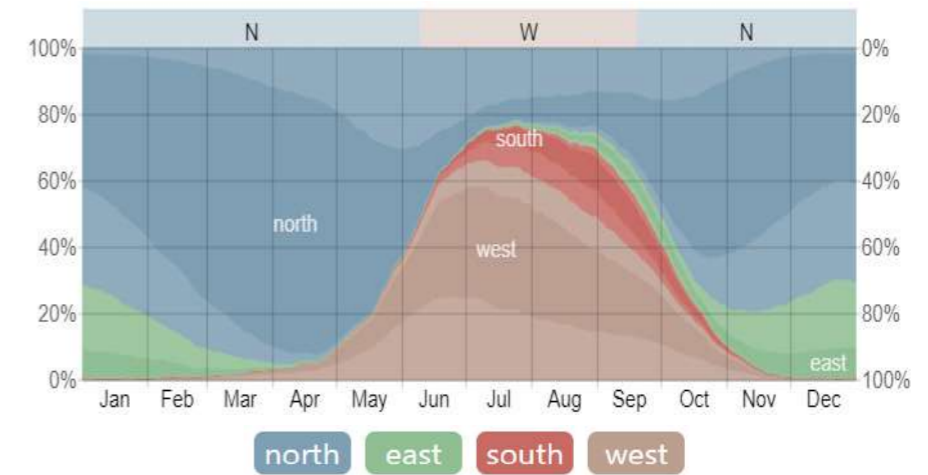 N W N
100% 0%
80% 20%
south
60% 40%
north
west
40% 60%
20% 80%
east
0% 100%
Jan Feb Mar Apr May Jun Jul Aug Sep Oct Nov Dec
north east south west